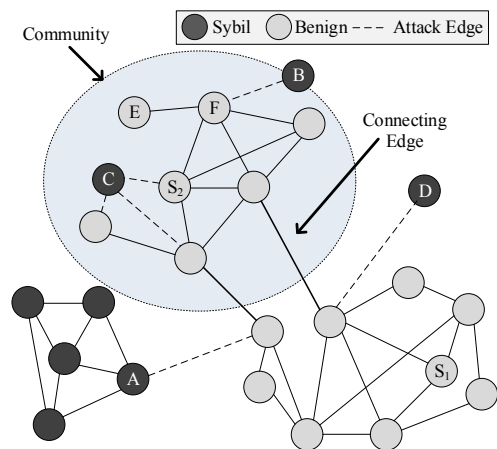 Sybil Benign Attack Edge
Community
B
E
F
Connecting
Edge
C
S₂
D
A
S₁